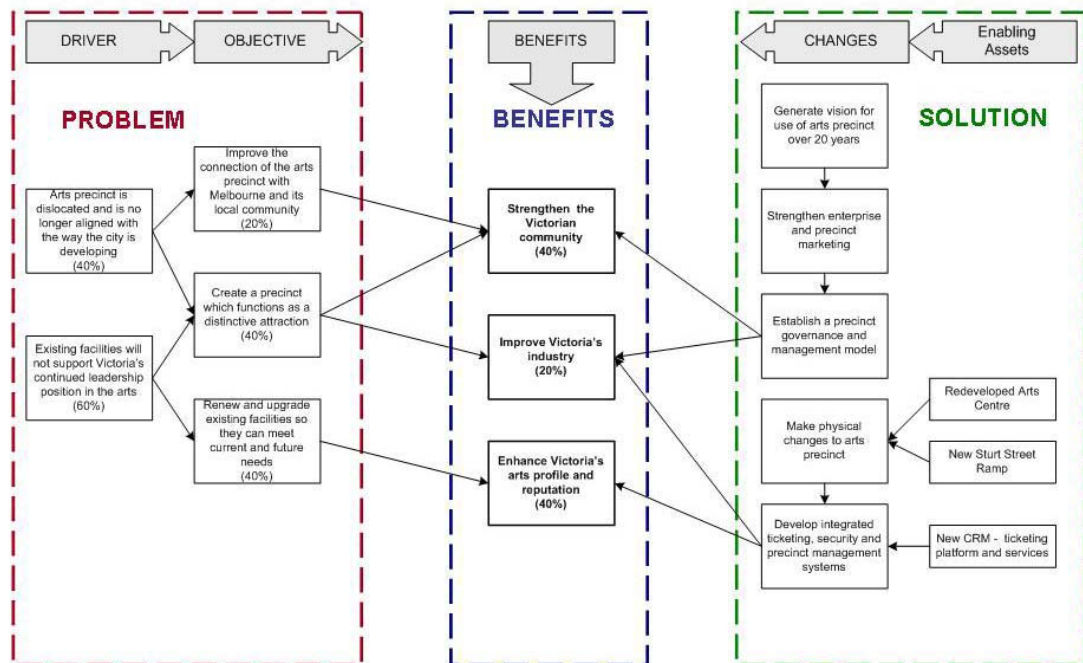 DRIVER
OBJECTIVE
BENEFITS
CHANGES
Enabling
Assets
PROBLEM
BENEFITS
SOLUTION
Arts precinct is
dislocated and is no
longer aligned with
the way the city is
developing
(40%)
Existing facilities will
not support Victoria's
continued leadership
position in the arts
(60%)
Improve the
connection of the arts
precinct with
Melbourne and its
local community
(20%)
Create a precinct
which functions as a
distinctive attraction
(40%)
Renew and upgrade
existing facilities so
they can meet
current and future
needs
(40%)
Strengthen the
Victorian
community
(40%)
Improve Victoria's
industry
(20%)
Enhance Victoria's
arts profile and
reputation
(40%)
Generate vision for
use of arts precinct
over 20 years
Strengthen enterprise
and precinct
marketing
Establish a precinct
governance and
management model
Make physical
changes to arts
precinct
Develop integrated
ticketing, security and
precinct management
systems
Redeveloped Arts
Centre
New Sturt Street
Ramp
New CRM - ticketing
platform and services